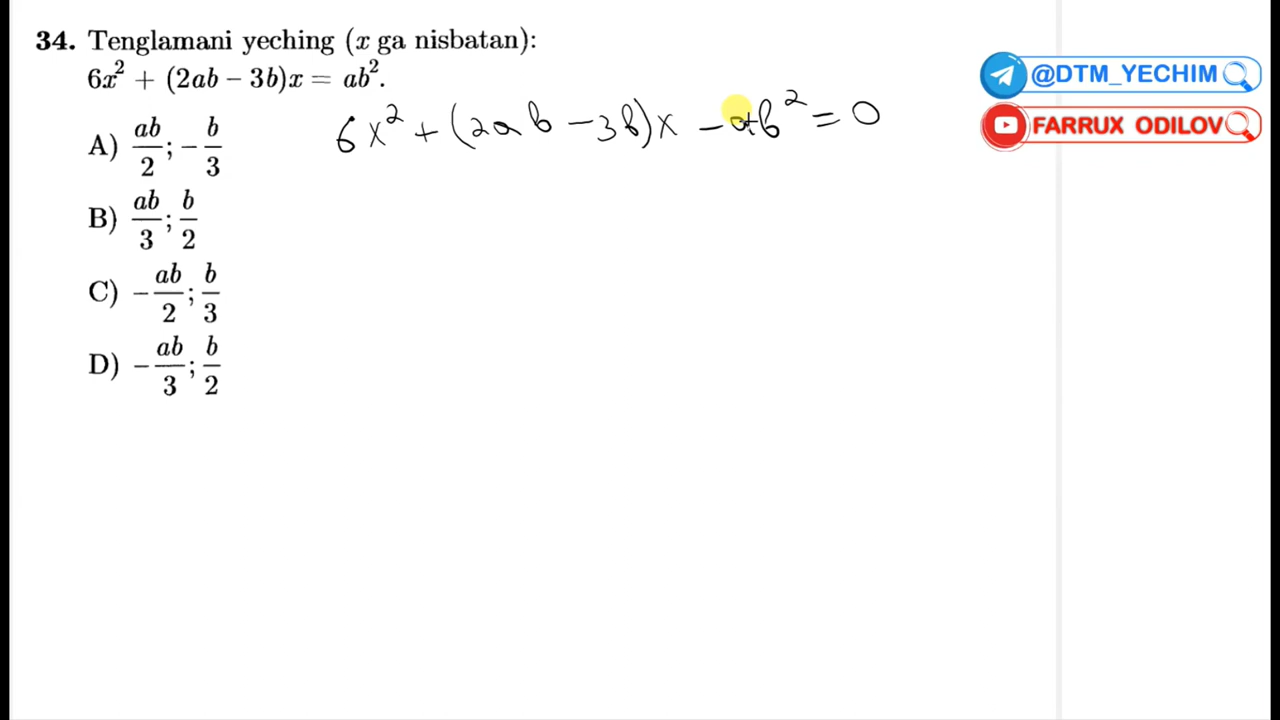 34. Tenglamani yeching (x ga nisbatan):
6x² + (2ab − 3b)x = ab².
6x² + (2ab − 3b)x − ab² = 0
A) ab/2; −b/3
B) ab/3; b/2
C) −ab/2; b/3
D) −ab/3; b/2
@DTM_YECHIM
FARRUX ODILOV